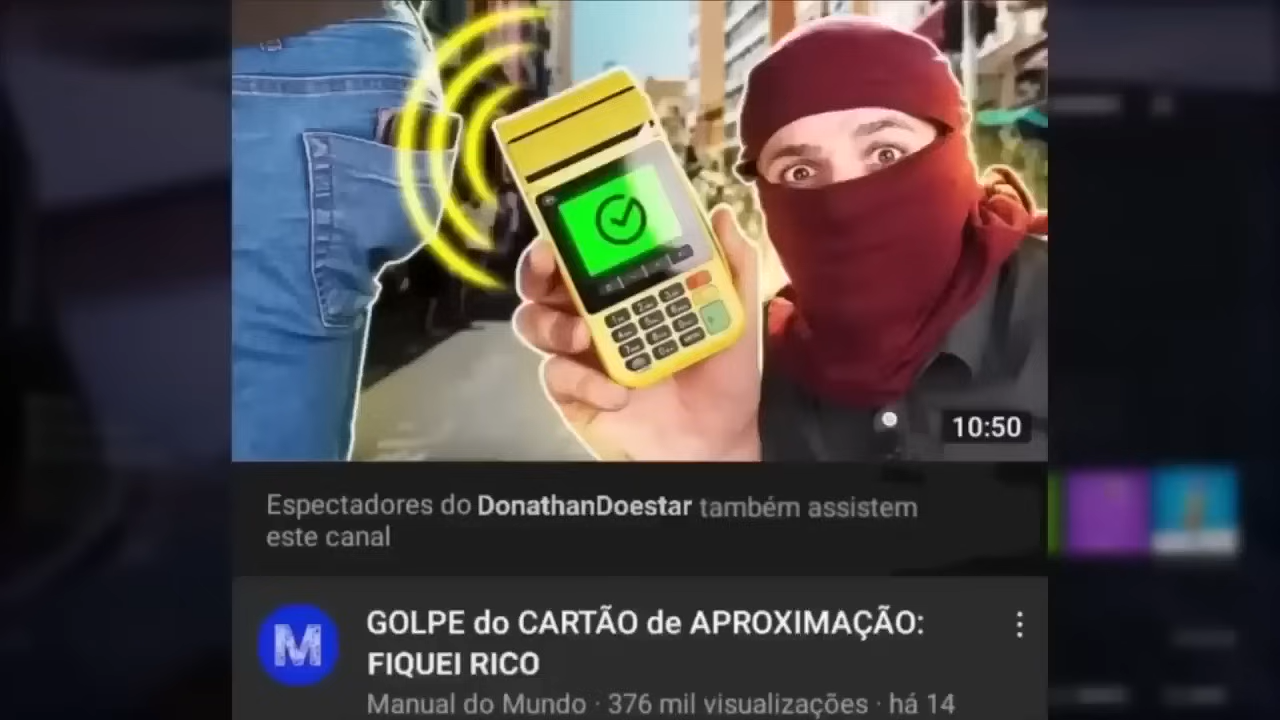 10:50
Espectadores do DonathanDoestar também assistem
este canal
M
GOLPE do CARTÃO de APROXIMAÇÃO:
FIQUEI RICO
Manual do Mundo · 376 mil visualizações · há 14